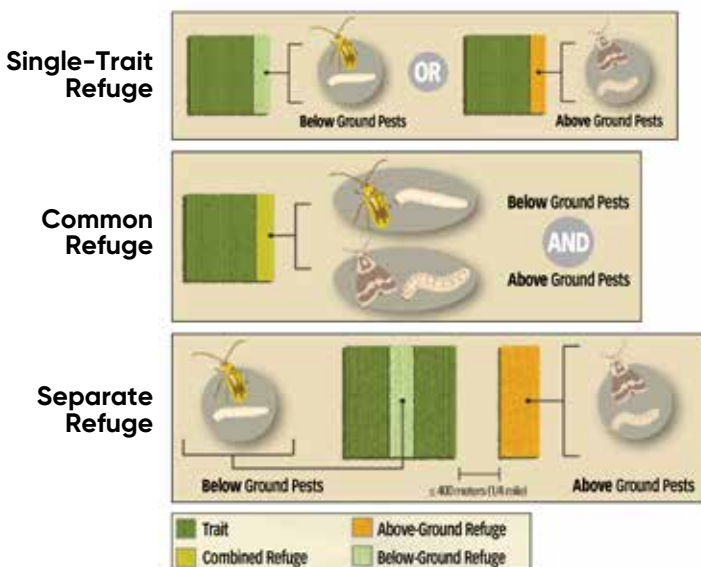 Single-Trait
Refuge
OR
Below Ground Pests
Above Ground Pests
Common
Refuge
Below Ground Pests
AND
Above Ground Pests
Separate
Refuge
Below Ground Pests
≤ 400 meters (1/4 mile)
Above Ground Pests
Trait
Above-Ground Refuge
Combined Refuge
Below-Ground Refuge